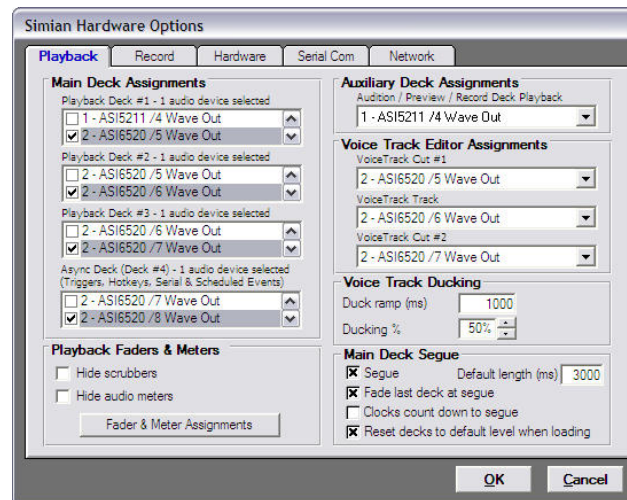 Simian Hardware Options
Playback
Record
Hardware
Serial Com
Network
Main Deck Assignments
Playback Deck #1 - 1 audio device selected
1 - ASI5211 /4 Wave Out
2 - ASI6520 /5 Wave Out
Playback Deck #2 - 1 audio device selected
2 - ASI6520 /5 Wave Out
2 - ASI6520 /6 Wave Out
Playback Deck #3 - 1 audio device selected
2 - ASI6520 /6 Wave Out
2 - ASI6520 /7 Wave Out
Async Deck (Deck #4) - 1 audio device selected
(Triggers, Hotkeys, Serial & Scheduled Events)
2 - ASI6520 /7 Wave Out
2 - ASI6520 /8 Wave Out
Playback Faders & Meters
Hide scrubbers
Hide audio meters
Fader & Meter Assignments
Auxiliary Deck Assignments
Audition / Preview / Record Deck Playback
1 - ASI5211 /4 Wave Out
Voice Track Editor Assignments
VoiceTrack Cut #1
2 - ASI6520 /5 Wave Out
VoiceTrack Track
2 - ASI6520 /6 Wave Out
VoiceTrack Cut #2
2 - ASI6520 /7 Wave Out
Voice Track Ducking
Duck ramp (ms) 1000
Ducking % 50%
Main Deck Segue
Segue Default length (ms) 3000
Fade last deck at segue
Clocks count down to segue
Reset decks to default level when loading
OK
Cancel